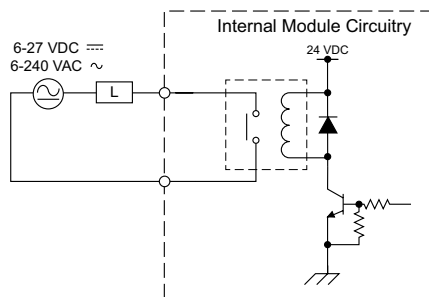 Internal Module Circuitry
6-27 VDC ⎓
6-240 VAC ∿
24 VDC
L